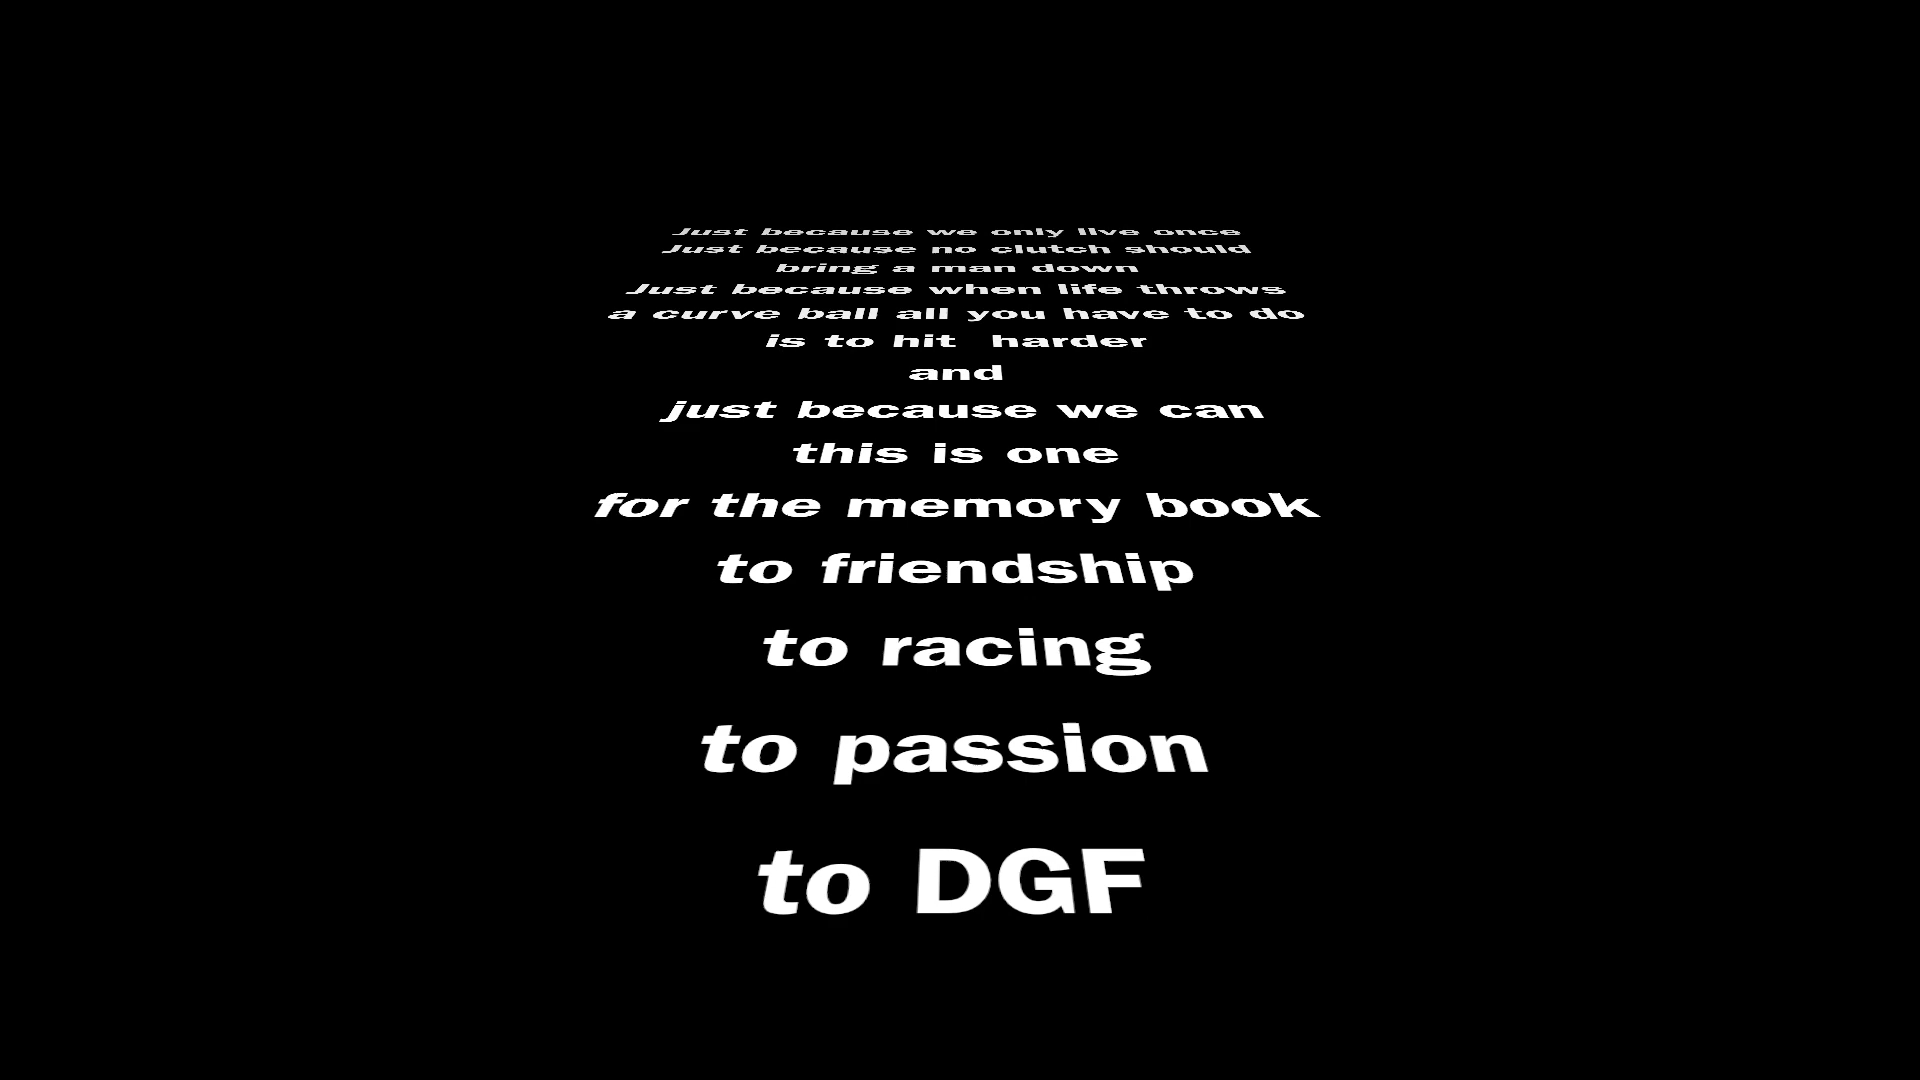 Just because we only live once
Just because no clutch should
bring a man down
Just because when life throws
a curve ball all you have to do
is to hit harder
and
just because we can
this is one
for the memory book
to friendship
to racing
to passion
to DGF